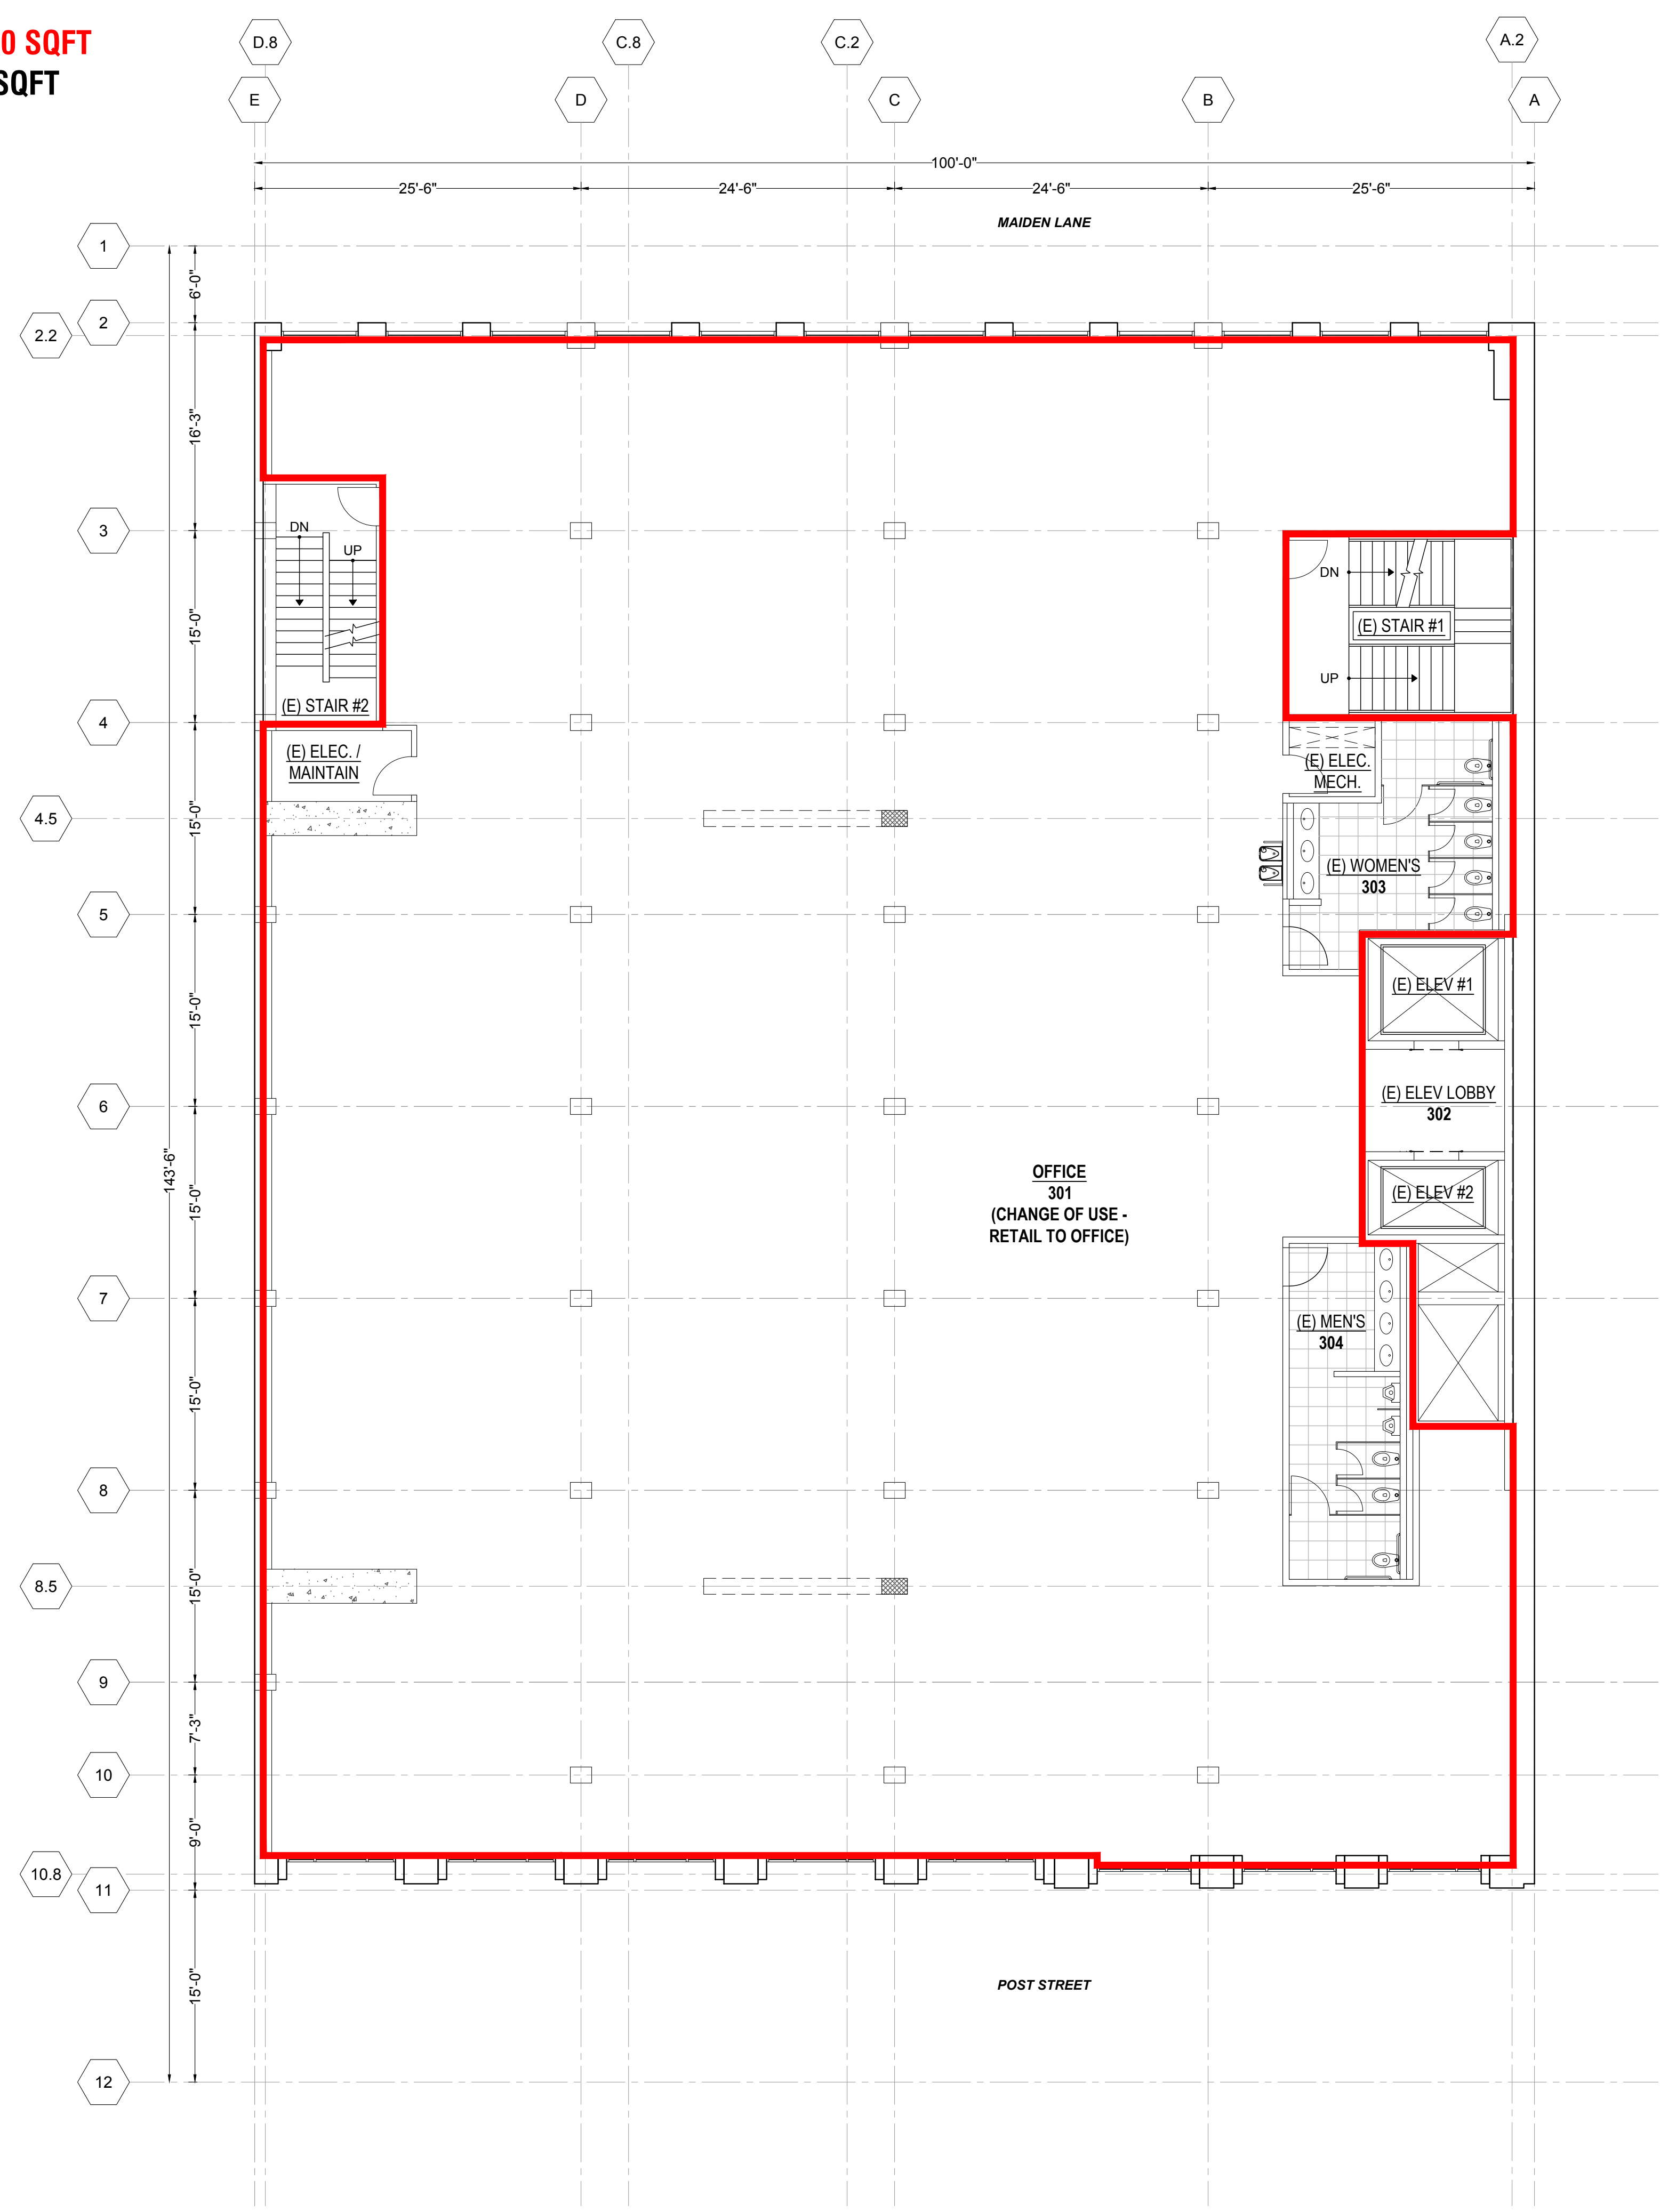 0 SQFT
SQFT
D.8
C.8
C.2
A.2
E
D
C
B
A
100'-0"
25'-6"
24'-6"
24'-6"
25'-6"
MAIDEN LANE
1
6'-0"
2
2.2
16'-3"
3
DN
UP
DN
(E) STAIR #1
15'-0"
UP
(E) STAIR #2
4
(E) ELEC. /
MAINTAIN
(E) ELEC.
MECH.
4.5
15'-0"
(E) WOMEN'S
303
5
(E) ELEV #1
15'-0"
(E) ELEV LOBBY
302
6
143'-6"
OFFICE
301
(CHANGE OF USE -
RETAIL TO OFFICE)
(E) ELEV #2
15'-0"
7
(E) MEN'S
304
15'-0"
8
8.5
15'-0"
9
7'-3"
10
9'-0"
10.8
11
POST STREET
15'-0"
12